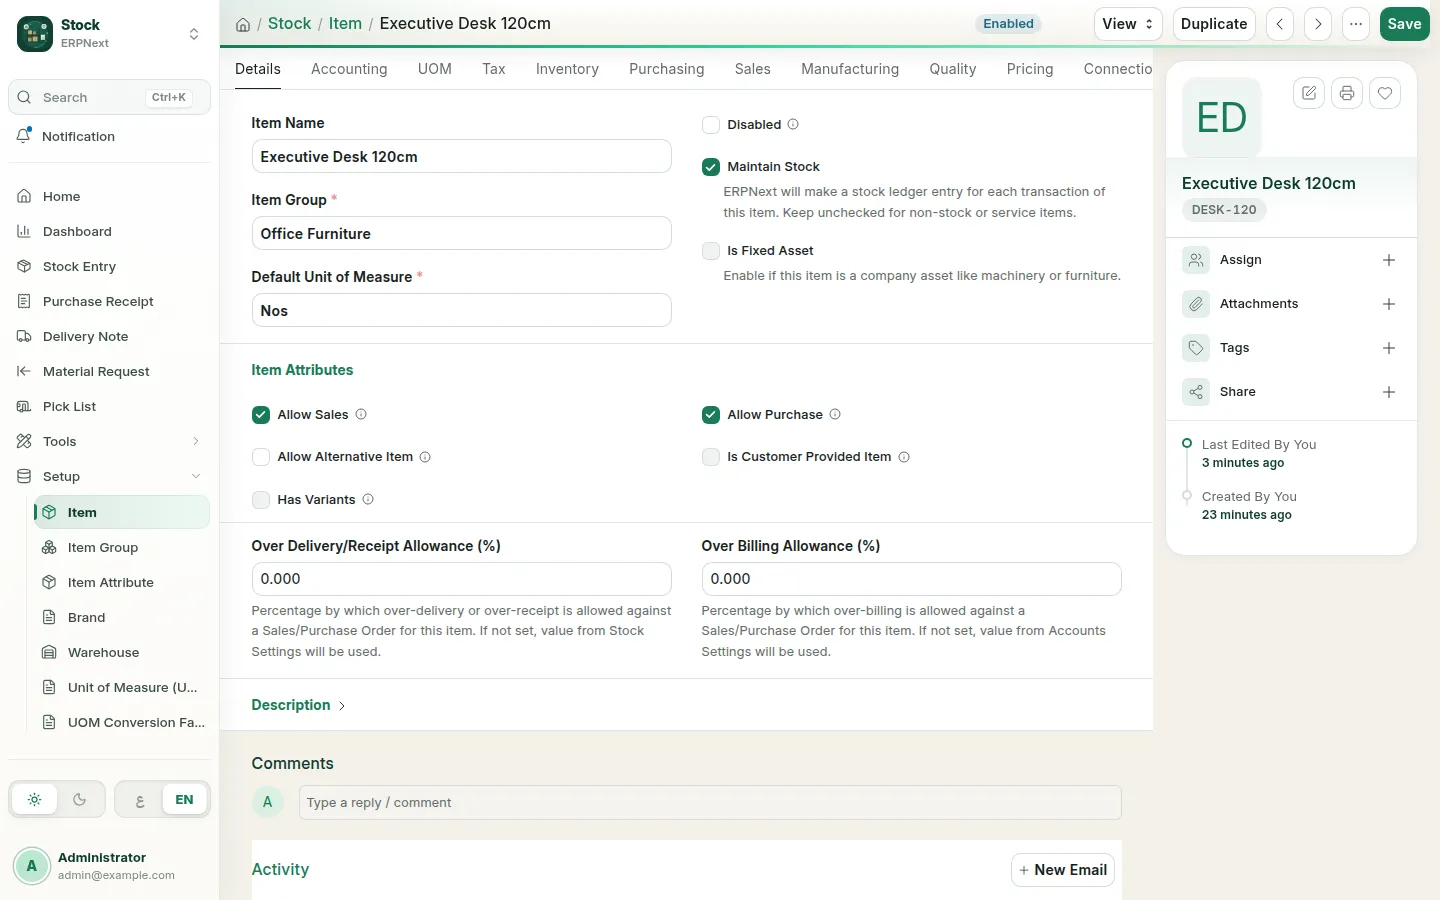 Stock
ERPNext
Search
Ctrl+K
Notification
Home
Dashboard
Stock Entry
Purchase Receipt
Delivery Note
Material Request
Pick List
Tools
Setup
Item
Item Group
Item Attribute
Brand
Warehouse
Unit of Measure (U...
UOM Conversion Fa...
ع
EN
A
Administrator
admin@example.com
/ Stock / Item / Executive Desk 120cm
Enabled
View
Duplicate
Save
Details
Accounting
UOM
Tax
Inventory
Purchasing
Sales
Manufacturing
Quality
Pricing
Connectio
Item Name
Executive Desk 120cm
Item Group *
Office Furniture
Default Unit of Measure *
Nos
Disabled
Maintain Stock
ERPNext will make a stock ledger entry for each transaction of
this item. Keep unchecked for non-stock or service items.
Is Fixed Asset
Enable if this item is a company asset like machinery or furniture.
Item Attributes
Allow Sales
Allow Alternative Item
Has Variants
Allow Purchase
Is Customer Provided Item
Over Delivery/Receipt Allowance (%)
0.000
Percentage by which over-delivery or over-receipt is allowed against
a Sales/Purchase Order for this item. If not set, value from Stock
Settings will be used.
Over Billing Allowance (%)
0.000
Percentage by which over-billing is allowed against a
Sales/Purchase Order for this item. If not set, value from Accounts
Settings will be used.
Description
Comments
A
Type a reply / comment
Activity
+ New Email
ED
Executive Desk 120cm
DESK-120
Assign
Attachments
Tags
Share
Last Edited By You
3 minutes ago
Created By You
23 minutes ago